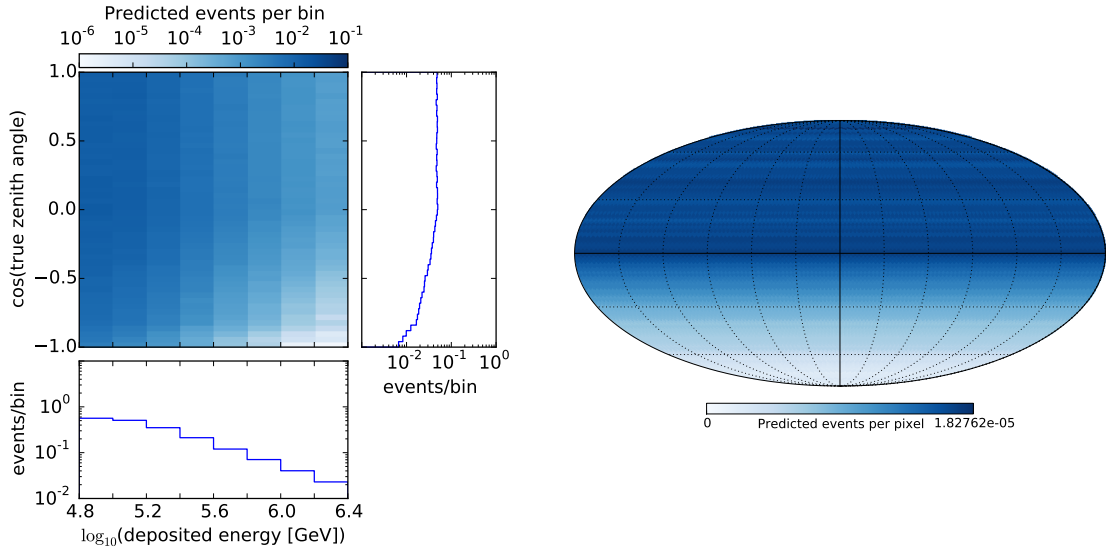 Predicted events per bin
10^-6 10^-5 10^-4 10^-3 10^-2 10^-1
1.0
0.5
0.0
−0.5
−1.0
cos(true zenith angle)
10^-2 10^-1 10^0
events/bin
events/bin
10^0
10^-1
10^-2
4.8 5.2 5.6 6.0 6.4
log10(deposited energy [GeV])
0 Predicted events per pixel 1.82762e-05